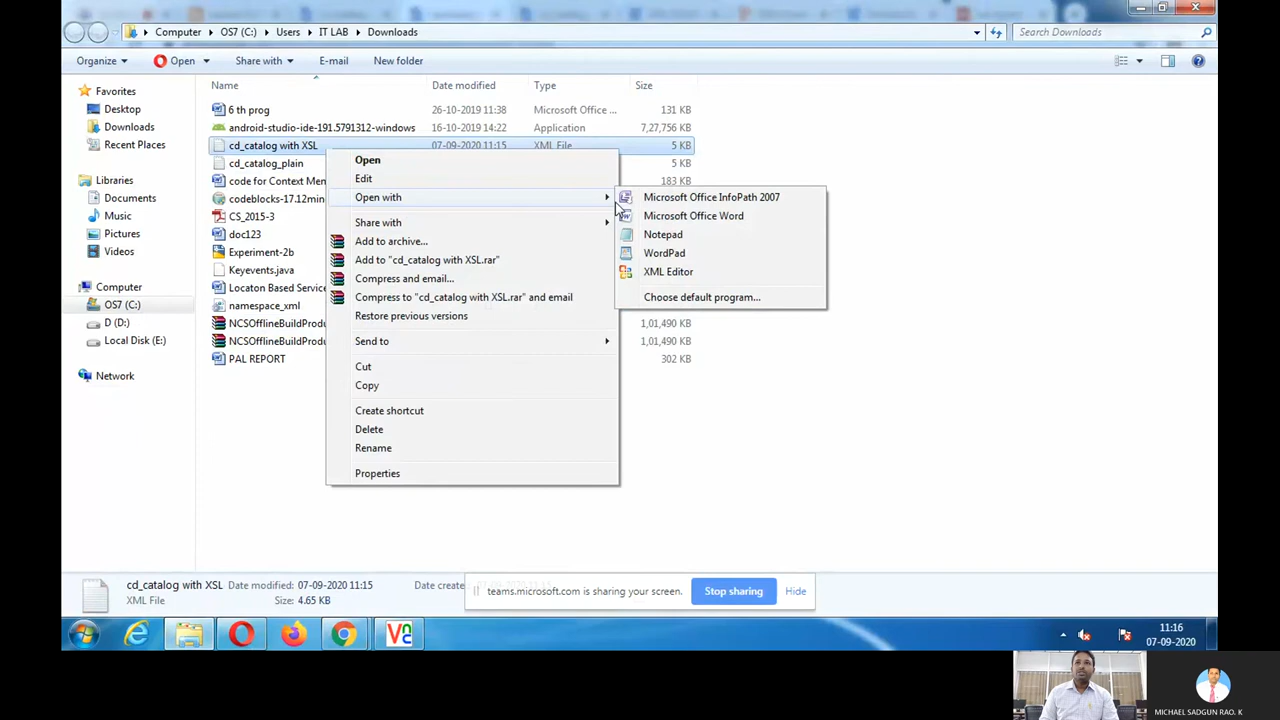 Computer OS7 (C:) Users IT LAB Downloads Search Downloads
Organize Open Share with E-mail New folder
Name Date modified Type Size
Favorites
Desktop
Downloads
Recent Places
Libraries
Documents
Music
Pictures
Videos
Computer
OS7 (C:)
D (D:)
Local Disk (E:)
Network
6 th prog 26-10-2019 11:38 Microsoft Office ... 131 KB
android-studio-ide-191.5791312-windows 16-10-2019 14:22 Application 7,27,756 KB
cd_catalog with XSL 07-09-2020 11:15 XML File 5 KB
cd_catalog_plain 5 KB
code for Context Men 183 KB
codeblocks-17.12min
CS_2015-3
doc123
Experiment-2b
Keyevents.java
Locaton Based Servic
namespace_xml
NCSOfflineBuildProdu 1,01,490 KB
NCSOfflineBuildProdu 1,01,490 KB
PAL REPORT 302 KB
Open
Edit
Open with
Share with
Add to archive...
Add to "cd_catalog with XSL.rar"
Compress and email...
Compress to "cd_catalog with XSL.rar" and email
Restore previous versions
Send to
Cut
Copy
Create shortcut
Delete
Rename
Properties
Microsoft Office InfoPath 2007
Microsoft Office Word
Notepad
WordPad
XML Editor
Choose default program...
cd_catalog with XSL Date modified: 07-09-2020 11:15 Date create
XML File Size: 4.65 KB
teams.microsoft.com is sharing your screen. Stop sharing Hide
11:16
07-09-2020
MICHAEL SADGUN RAO. K